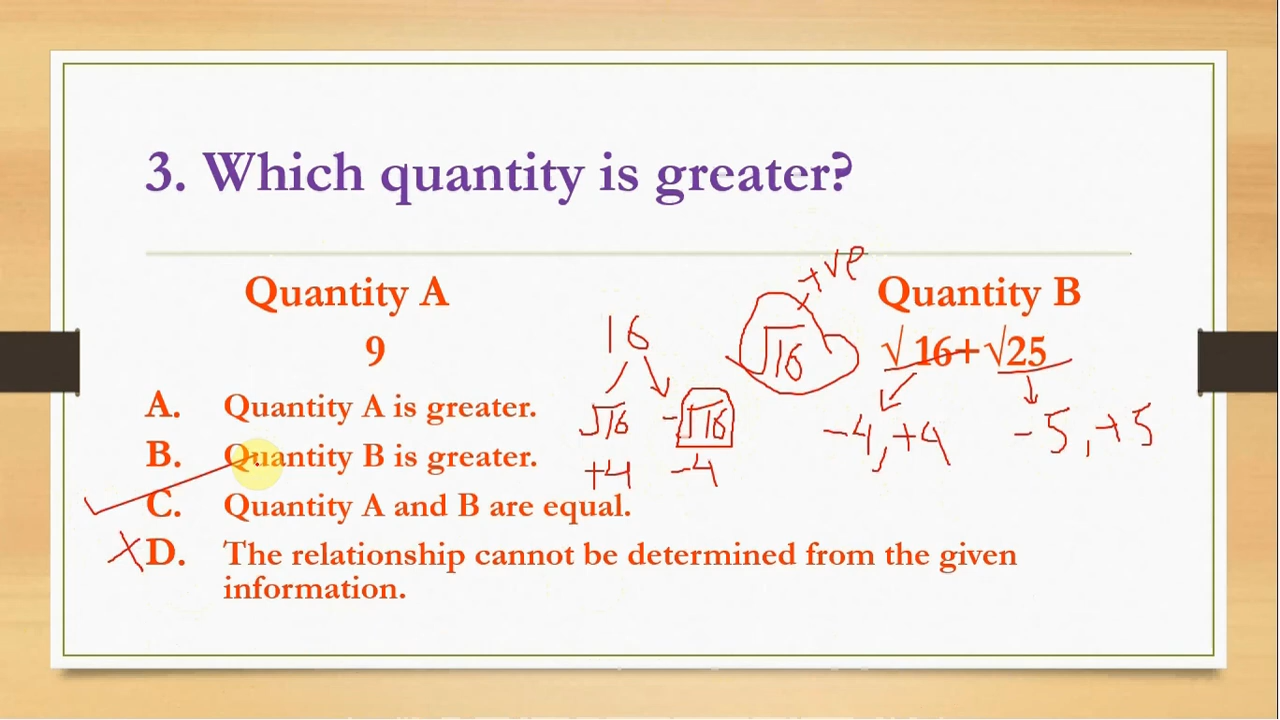 3. Which quantity is greater?
Quantity A
Quantity B
9
√ 16+ √25
16
√16
+ve
√16
-√16
+4
-4
-4,+4
-5,+5
A. Quantity A is greater.
B. Quantity B is greater.
C. Quantity A and B are equal.
D. The relationship cannot be determined from the given
information.